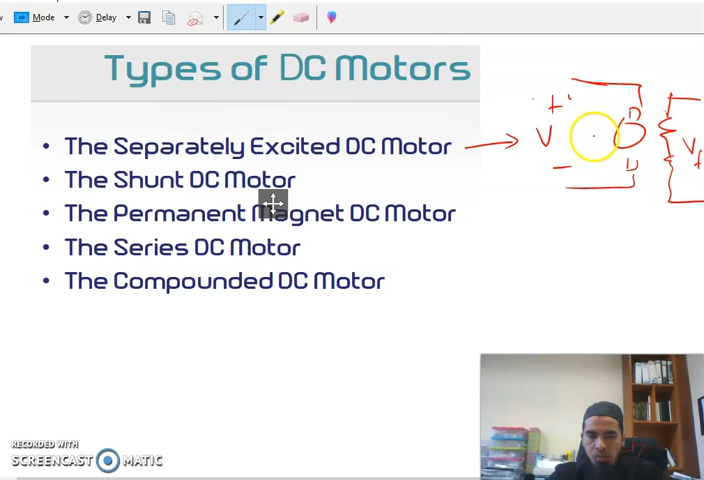 Mode
Delay
Types of DC Motors
• The Separately Excited DC Motor
+
V
Vf
• The Shunt DC Motor
• The Permanent Magnet DC Motor
• The Series DC Motor
• The Compounded DC Motor
RECORDED WITH
SCREENCAST MATIC